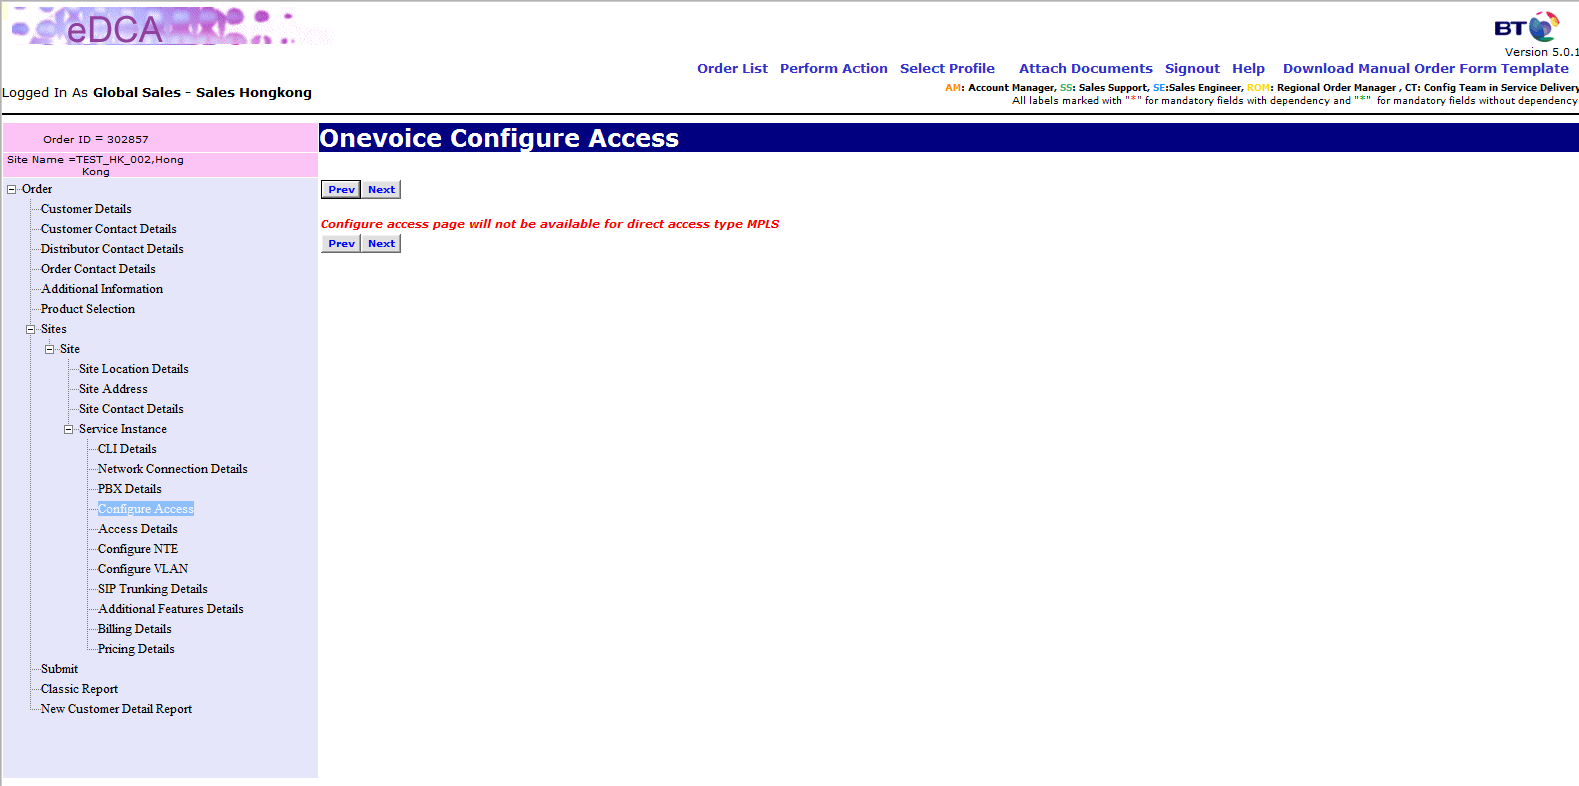 eDCA
BT
Version 5.0.1
Order List Perform Action Select Profile Attach Documents Signout Help Download Manual Order Form Template
Logged In As Global Sales - Sales Hongkong
AM: Account Manager, SS: Sales Support, SE:Sales Engineer, ROM: Regional Order Manager , CT: Config Team in Service Delivery
All labels marked with "*" for mandatory fields with dependency and "*" for mandatory fields without dependency
Order ID = 302857
Site Name =TEST_HK_002,Hong
Kong
Onevoice Configure Access
Prev Next
Configure access page will not be available for direct access type MPLS
Prev Next
Order
Customer Details
Customer Contact Details
Distributor Contact Details
Order Contact Details
Additional Information
Product Selection
Sites
Site
Site Location Details
Site Address
Site Contact Details
Service Instance
CLI Details
Network Connection Details
PBX Details
Configure Access
Access Details
Configure NTE
Configure VLAN
SIP Trunking Details
Additional Features Details
Billing Details
Pricing Details
Submit
Classic Report
New Customer Detail Report